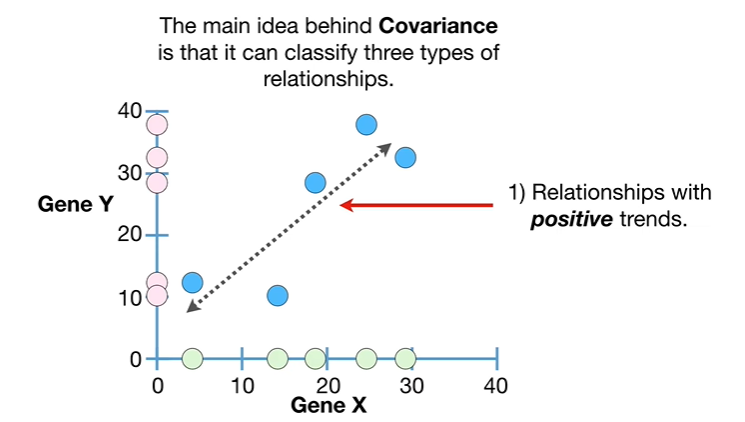 The main idea behind Covariance
is that it can classify three types of
relationships.
40
30
20
10
0
Gene Y
1) Relationships with
positive trends.
0 10 20 30 40
Gene X